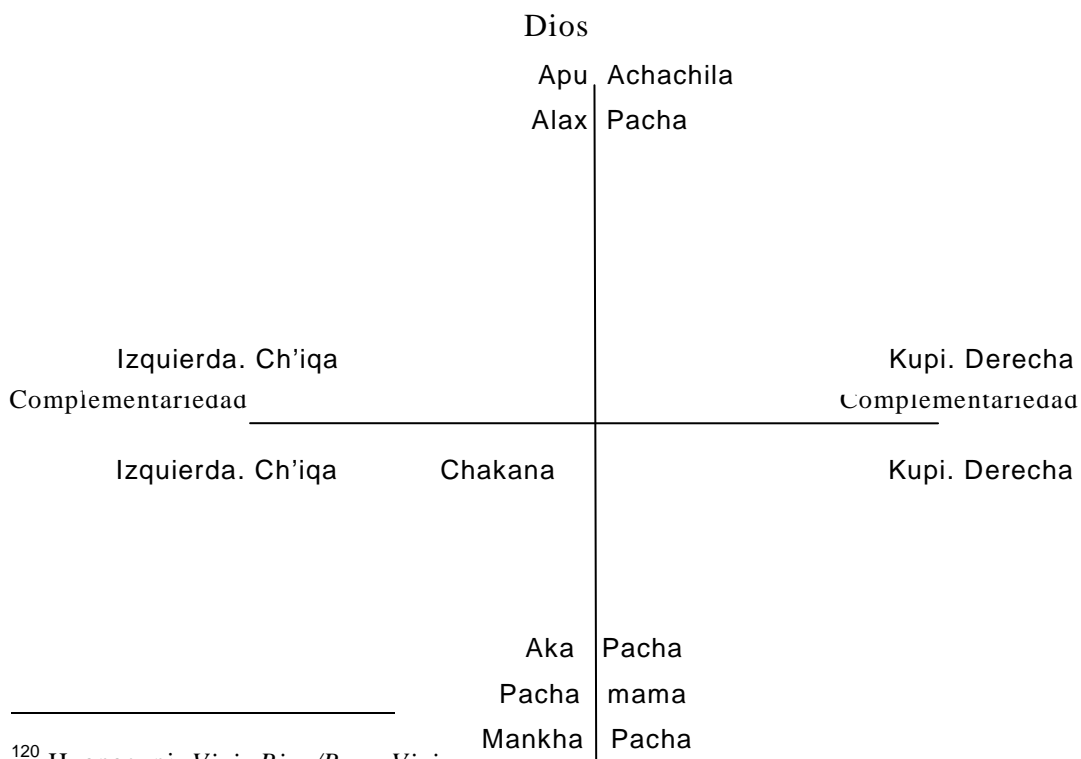 Dios
Apu Achachila
Alax Pacha
Izquierda. Ch'iqa Kupi. Derecha
Complementariedad Complementariedad
Izquierda. Ch'iqa Chakana Kupi. Derecha
Aka Pacha
Pacha mama
Mankha Pacha
120